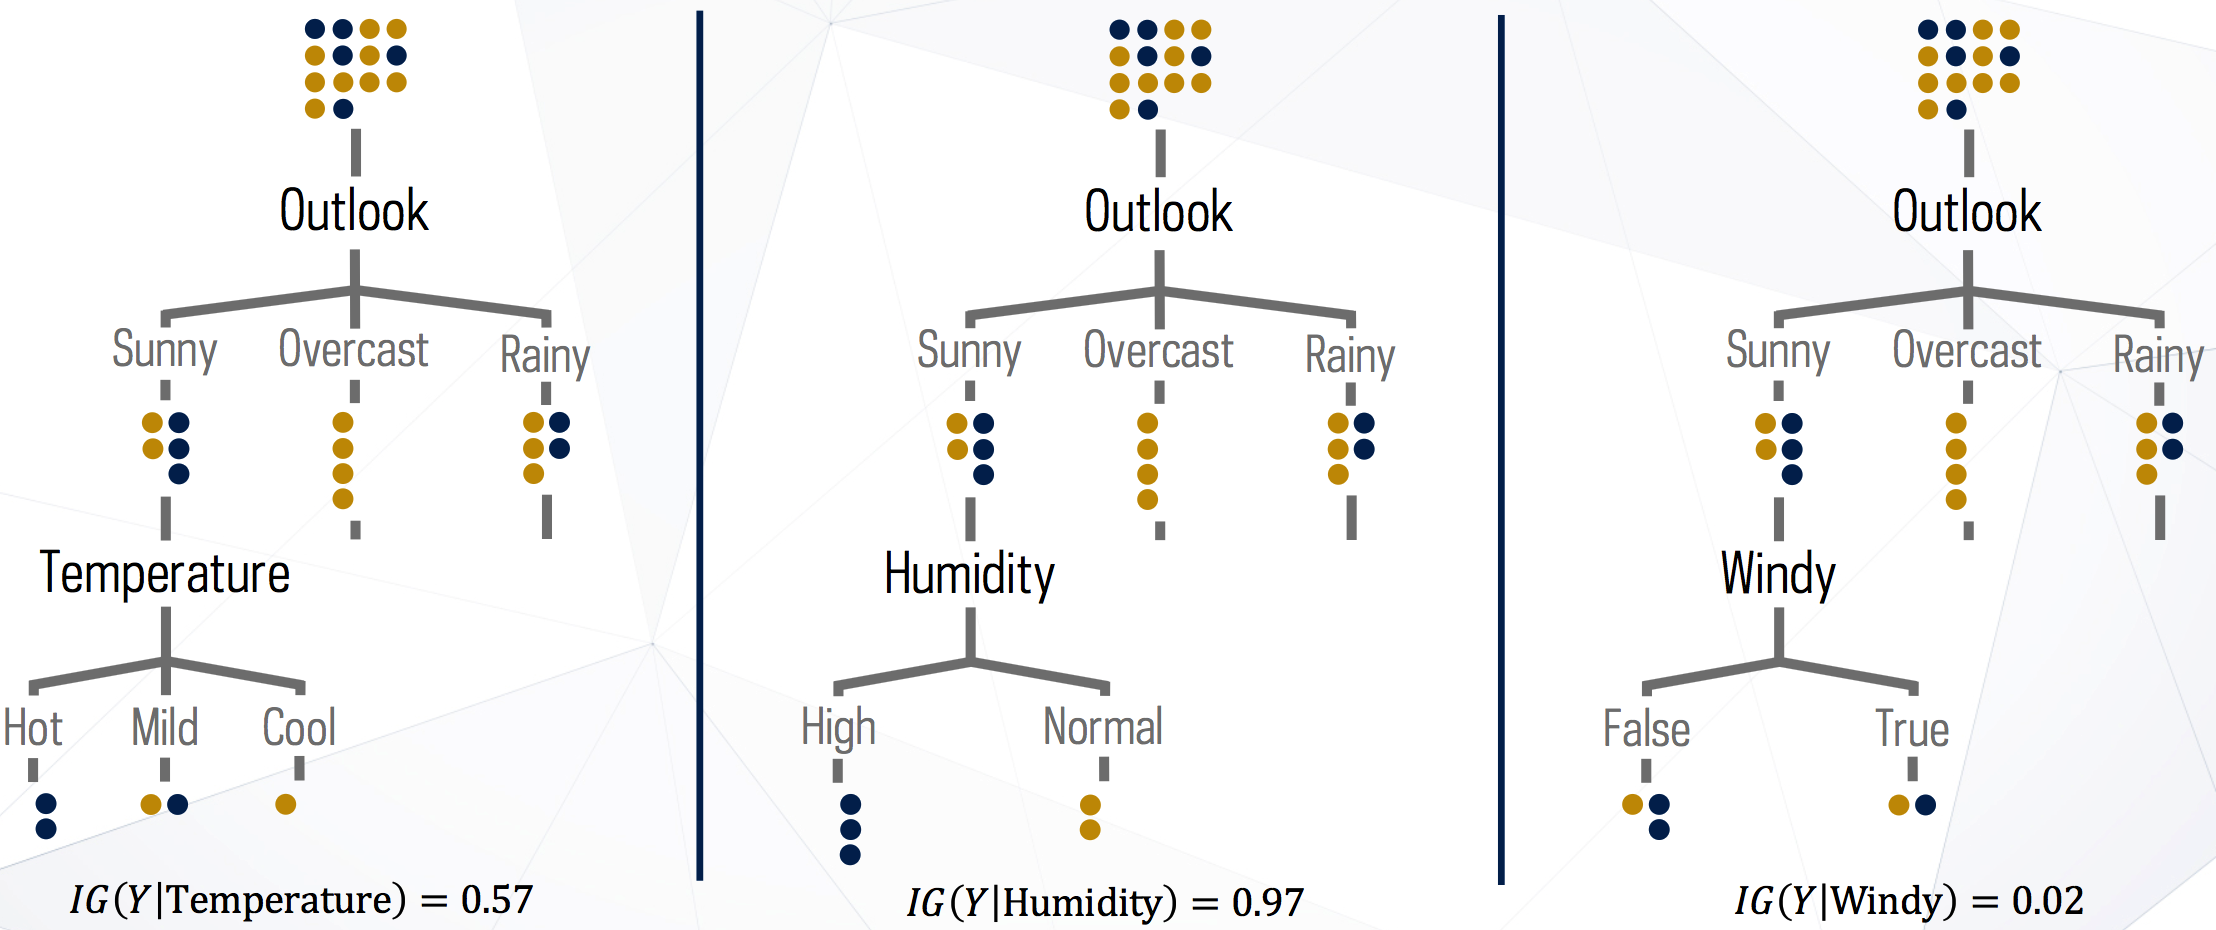 Outlook
Sunny Overcast Rainy
Temperature
Hot Mild Cool
IG(Y|Temperature) = 0.57
Outlook
Sunny Overcast Rainy
Humidity
High Normal
IG(Y|Humidity) = 0.97
Outlook
Sunny Overcast Rainy
Windy
False True
IG(Y|Windy) = 0.02